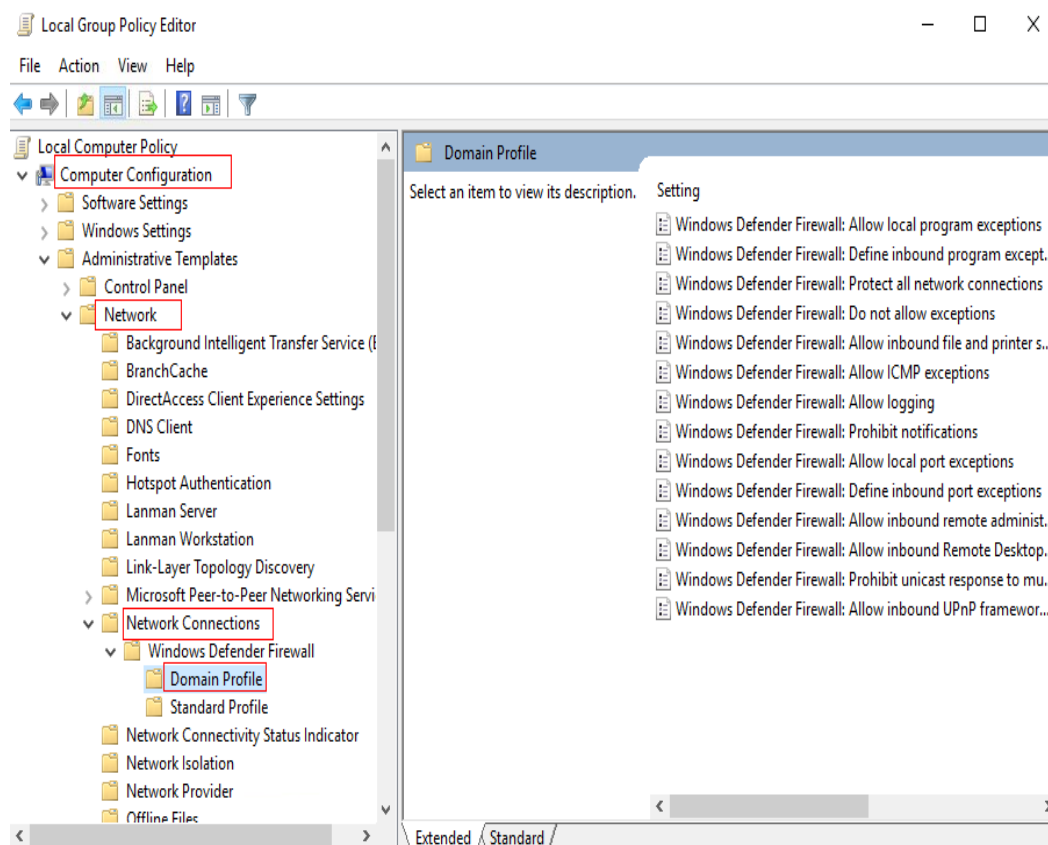 Local Group Policy Editor
File Action View Help
Local Computer Policy
Computer Configuration
Software Settings
Windows Settings
Administrative Templates
Control Panel
Network
Background Intelligent Transfer Service (
BranchCache
DirectAccess Client Experience Settings
DNS Client
Fonts
Hotspot Authentication
Lanman Server
Lanman Workstation
Link-Layer Topology Discovery
Microsoft Peer-to-Peer Networking Servi
Network Connections
Windows Defender Firewall
Domain Profile
Standard Profile
Network Connectivity Status Indicator
Network Isolation
Network Provider
Offline Files
Domain Profile
Select an item to view its description.
Setting
Windows Defender Firewall: Allow local program exceptions
Windows Defender Firewall: Define inbound program except.
Windows Defender Firewall: Protect all network connections
Windows Defender Firewall: Do not allow exceptions
Windows Defender Firewall: Allow inbound file and printer s..
Windows Defender Firewall: Allow ICMP exceptions
Windows Defender Firewall: Allow logging
Windows Defender Firewall: Prohibit notifications
Windows Defender Firewall: Allow local port exceptions
Windows Defender Firewall: Define inbound port exceptions
Windows Defender Firewall: Allow inbound remote administ.
Windows Defender Firewall: Allow inbound Remote Desktop.
Windows Defender Firewall: Prohibit unicast response to mu..
Windows Defender Firewall: Allow inbound UPnP framewor...
Extended Standard